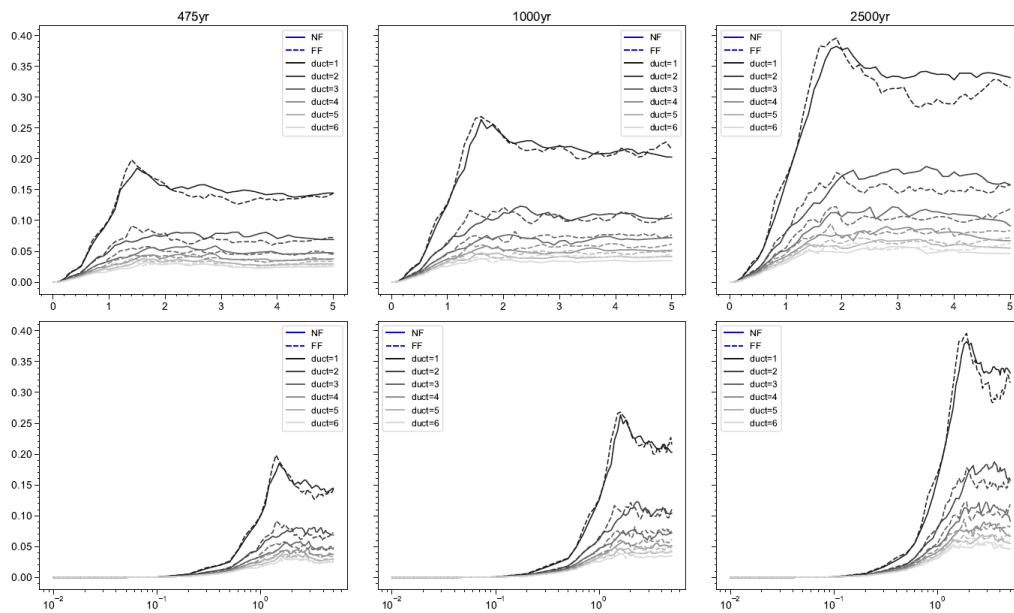 475yr
1000yr
2500yr
0.40
0.35
0.30
0.25
0.20
0.15
0.10
0.05
0.00
NF
FF
duct=1
duct=2
duct=3
duct=4
duct=5
duct=6
NF
FF
duct=1
duct=2
duct=3
duct=4
duct=5
duct=6
NF
FF
duct=1
duct=2
duct=3
duct=4
duct=5
duct=6
0 1 2 3 4 5
0 1 2 3 4 5
0 1 2 3 4 5
0.40
0.35
0.30
0.25
0.20
0.15
0.10
0.05
0.00
NF
FF
duct=1
duct=2
duct=3
duct=4
duct=5
duct=6
NF
FF
duct=1
duct=2
duct=3
duct=4
duct=5
duct=6
NF
FF
duct=1
duct=2
duct=3
duct=4
duct=5
duct=6
10⁻² 10⁻¹ 10⁰
10⁻² 10⁻¹ 10⁰
10⁻² 10⁻¹ 10⁰